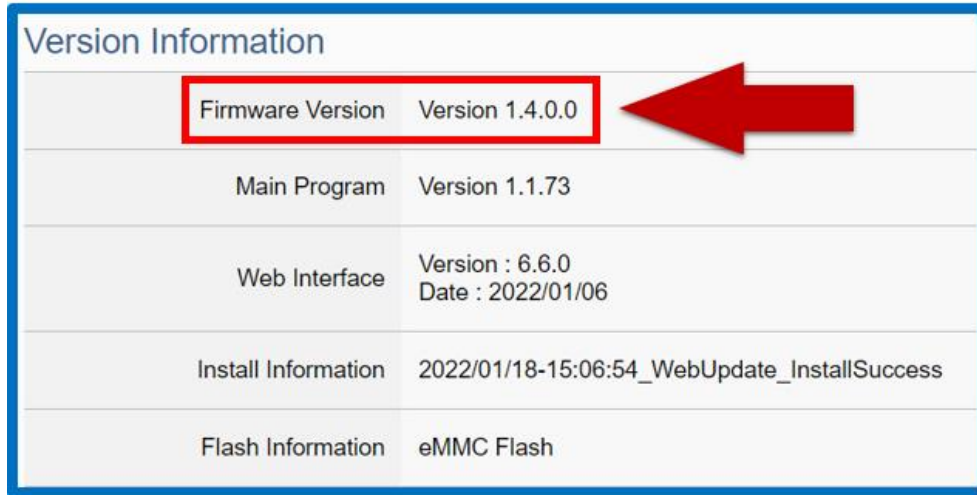 Version Information
Firmware Version Version 1.4.0.0
Main Program Version 1.1.73
Web Interface Version : 6.6.0
Date : 2022/01/06
Install Information 2022/01/18-15:06:54_WebUpdate_InstallSuccess
Flash Information eMMC Flash